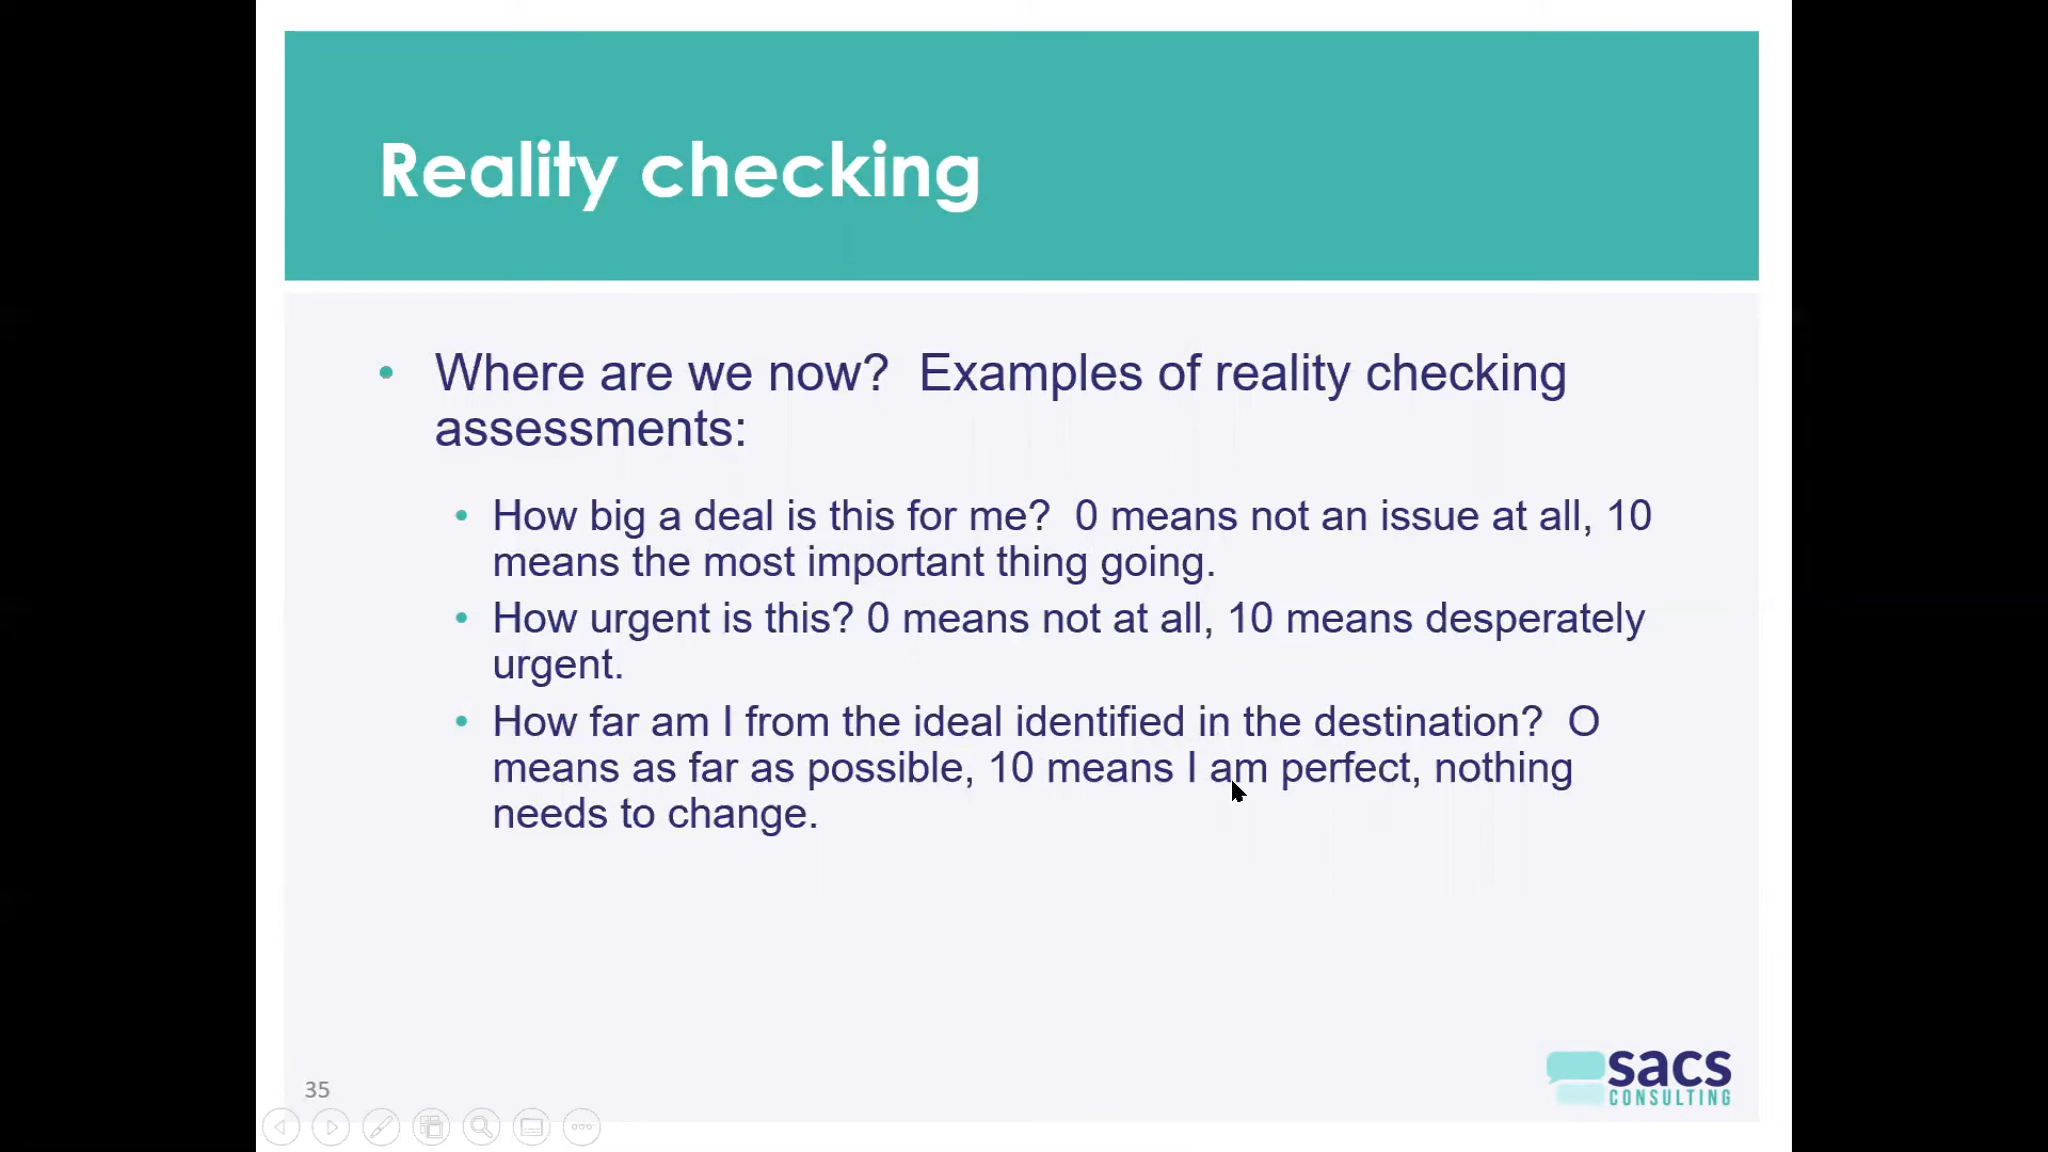 Reality checking
• Where are we now?  Examples of reality checking
assessments:
• How big a deal is this for me?  0 means not an issue at all, 10
means the most important thing going.
• How urgent is this? 0 means not at all, 10 means desperately
urgent.
• How far am I from the ideal identified in the destination?  O
means as far as possible, 10 means I am perfect, nothing
needs to change.
35
sacs
CONSULTING